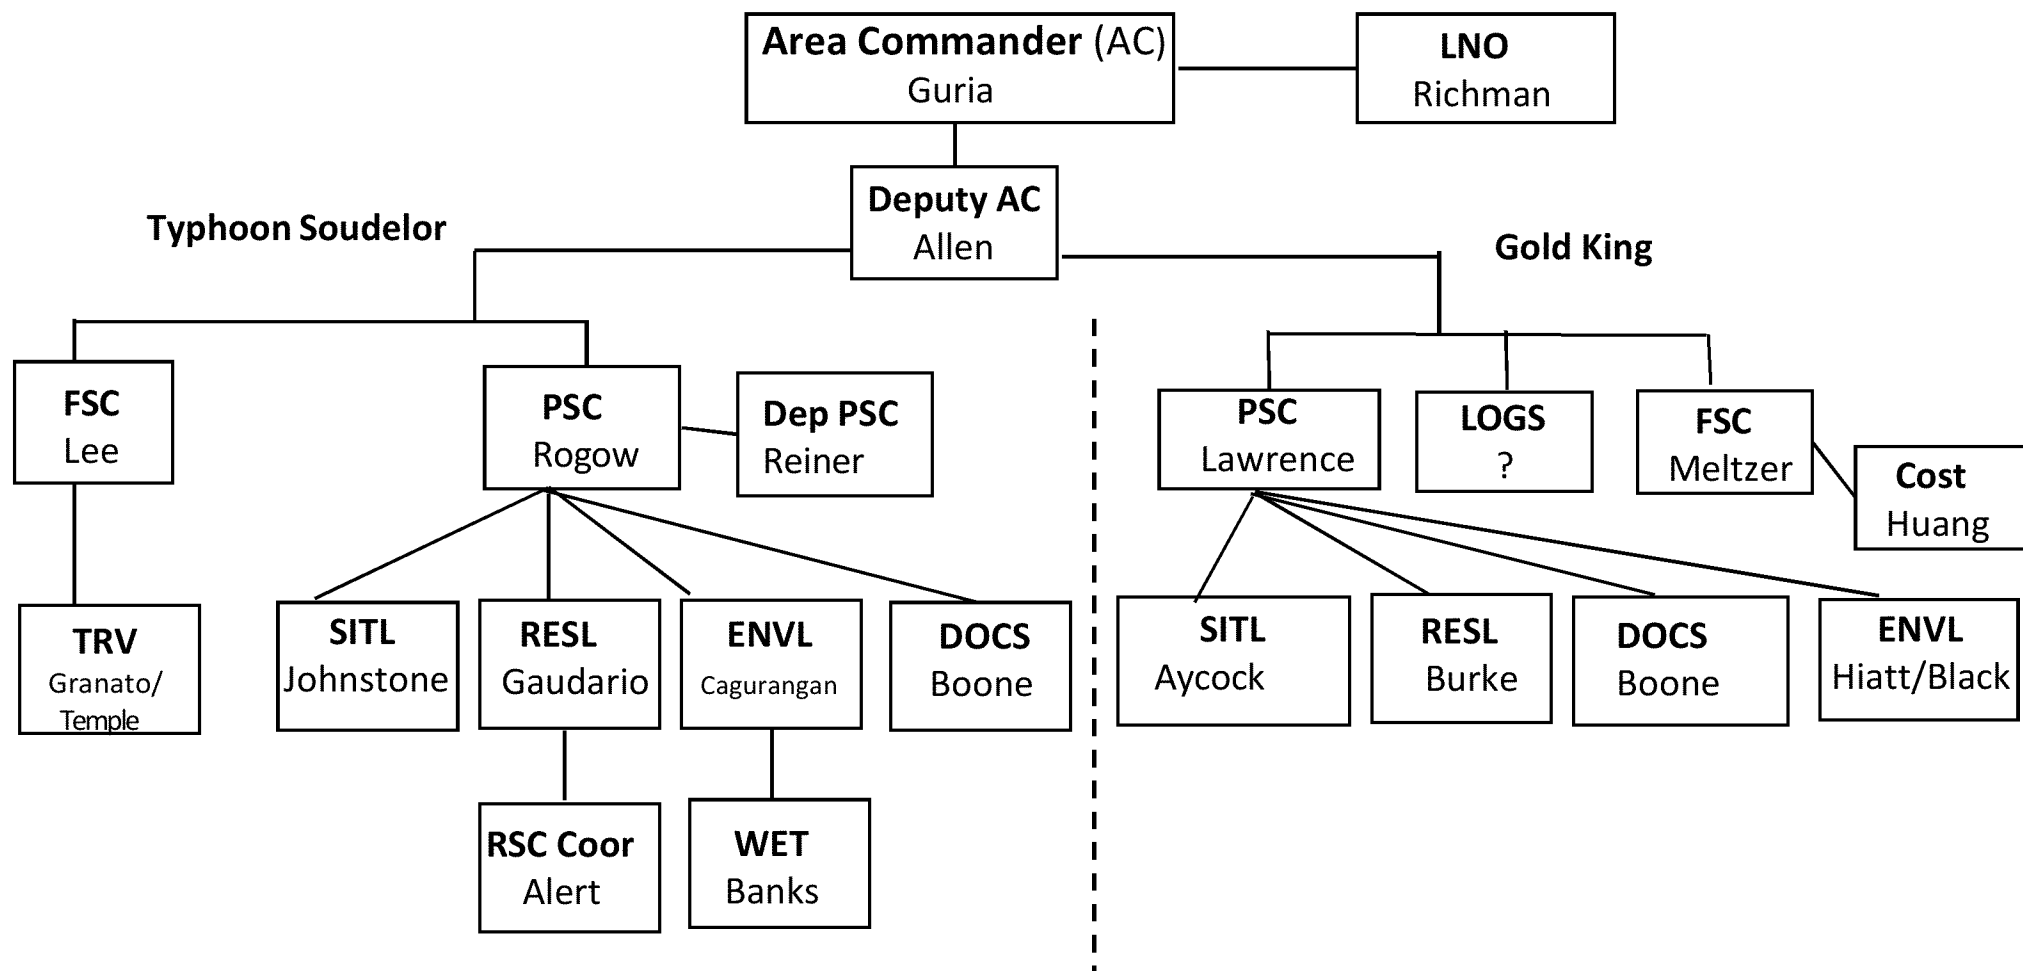 Area Commander (AC)
Guria
LNO
Richman
Deputy AC
Allen
Typhoon Soudelor
Gold King
FSC
Lee
PSC
Rogow
Dep PSC
Reiner
PSC
Lawrence
LOGS
?
FSC
Meltzer
Cost
Huang
TRV
Granato/
Temple
SITL
Johnstone
RESL
Gaudario
ENVL
Cagurangan
DOCS
Boone
SITL
Aycock
RESL
Burke
DOCS
Boone
ENVL
Hiatt/Black
RSC Coor
Alert
WET
Banks